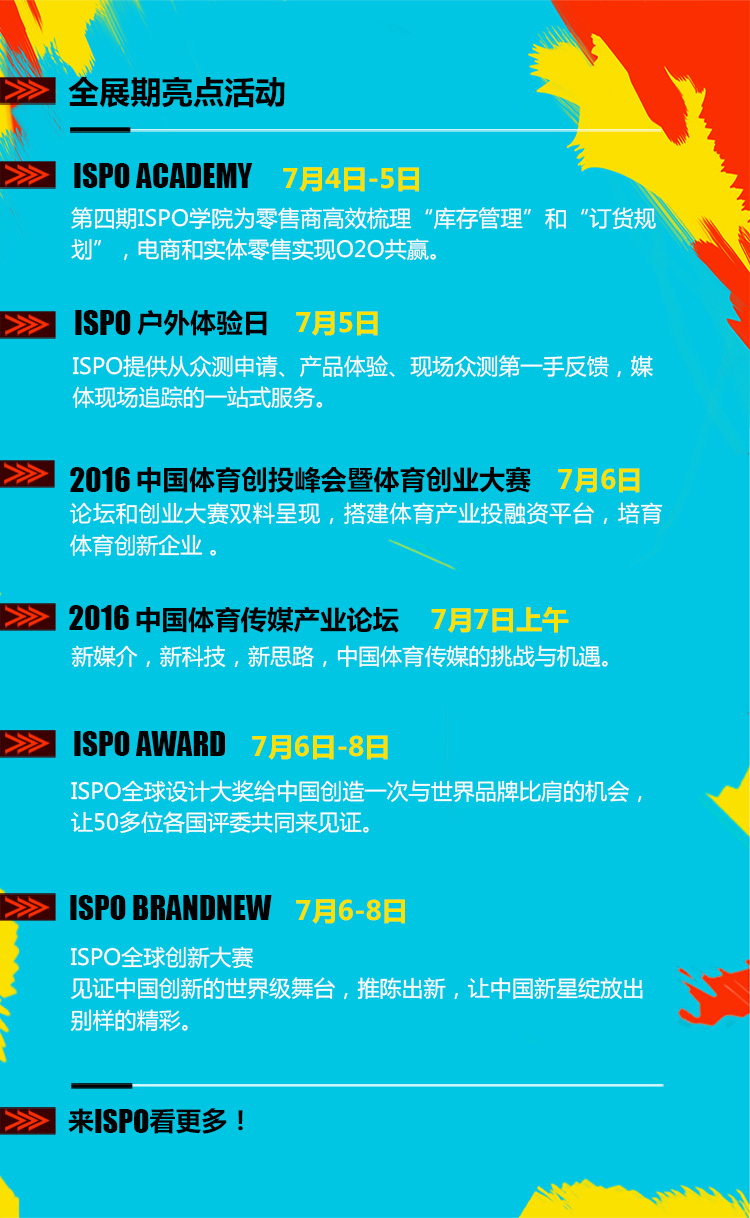 全展期亮点活动
ISPO ACADEMY 7月4日-5日
第四期ISPO学院为零售商高效梳理“库存管理”和“订货规
划”，电商和实体零售实现O2O共赢。
ISPO 户外体验日 7月5日
ISPO提供从众测申请、产品体验、现场众测第一手反馈，媒
体现场追踪的一站式服务。
2016 中国体育创投峰会暨体育创业大赛 7月6日
论坛和创业大赛双料呈现，搭建体育产业投融资平台，培育
体育创新企业 。
2016 中国体育传媒产业论坛 7月7日上午
新媒介，新科技，新思路，中国体育传媒的挑战与机遇。
ISPO AWARD 7月6日-8日
ISPO全球设计大奖给中国创造一次与世界品牌比肩的机会，
让50多位各国评委共同来见证。
ISPO BRANDNEW 7月6-8日
ISPO全球创新大赛
见证中国创新的世界级舞台，推陈出新，让中国新星绽放出
别样的精彩。
来ISPO看更多！